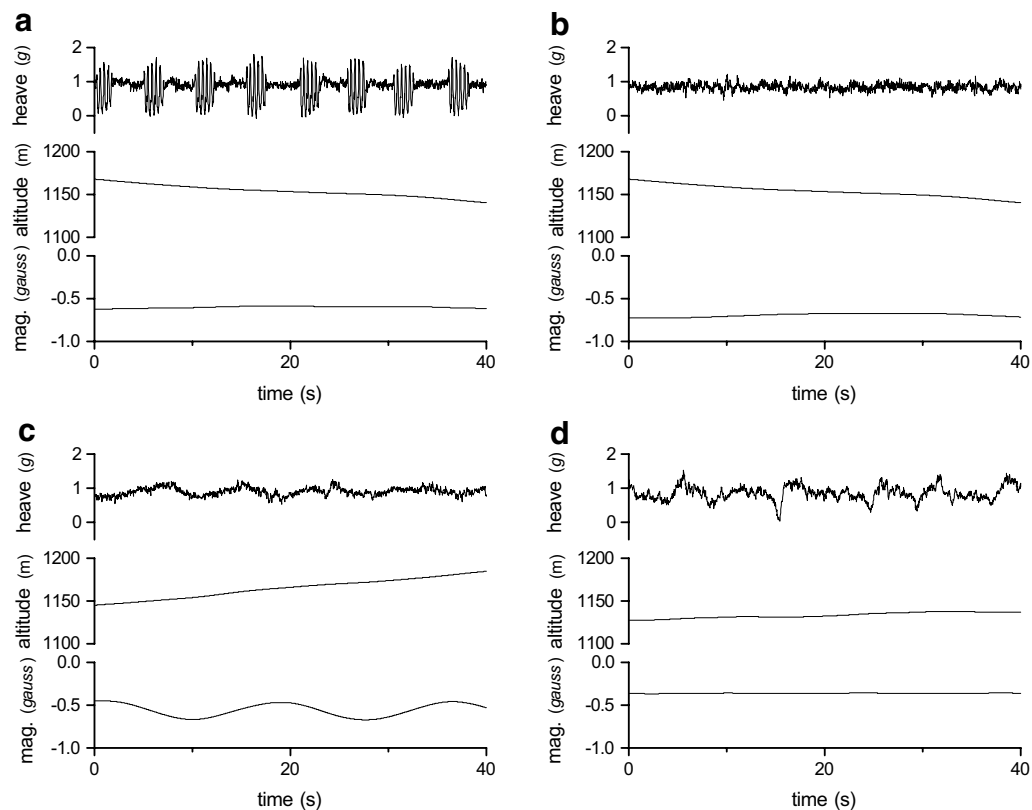 a
heave (g)
2
1
0
altitude (m)
1200
1150
1100
mag. (gauss)
0.0
-0.5
-1.0
0 20 40
time (s)
b
heave (g)
2
1
0
altitude (m)
1200
1150
1100
mag. (gauss)
0.0
-0.5
-1.0
0 20 40
time (s)
c
heave (g)
2
1
0
altitude (m)
1200
1150
1100
mag. (gauss)
0.0
-0.5
-1.0
0 20 40
time (s)
d
heave (g)
2
1
0
altitude (m)
1200
1150
1100
mag. (gauss)
0.0
-0.5
-1.0
0 20 40
time (s)